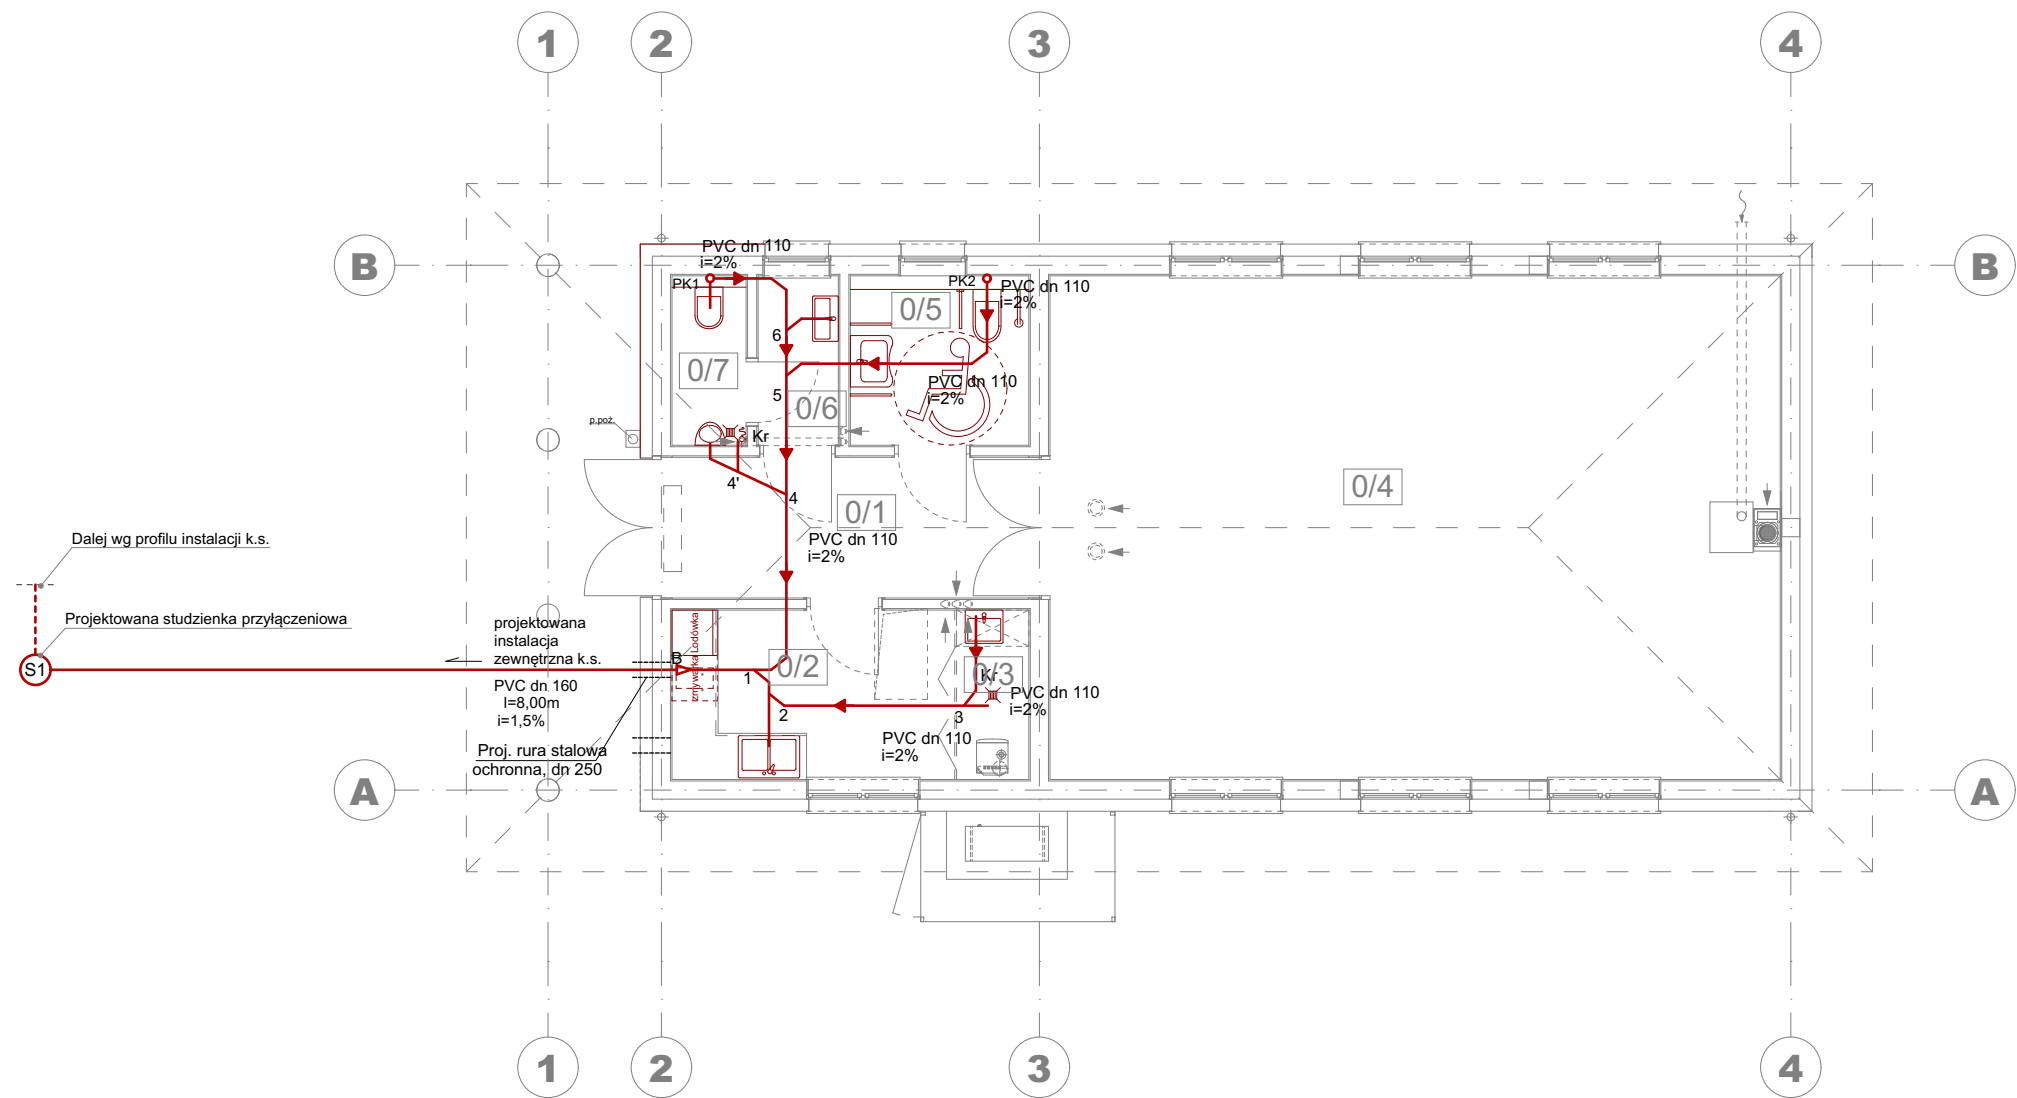 1
2
3
4
B
B
PVC dn 110
i=2%
PK1
PK2
PVC dn 110
i=2%
0/5
6
0/7
PVC dn 110
i=2%
5
0/6
p.poż.
Kr
4'
4
0/4
0/1
PVC dn 110
i=2%
Dalej wg profilu instalacji k.s.
Projektowana studzienka przyłączeniowa
projektowana
instalacja
zewnętrzna k.s.
S1
B
zmywarka Lodówka
0/2
0/3
Kr
1
PVC dn 160
l=8,00m
i=1,5%
2
3
PVC dn 110
i=2%
PVC dn 110
i=2%
Proj. rura stalowa
ochronna, dn 250
A
A
1
2
3
4